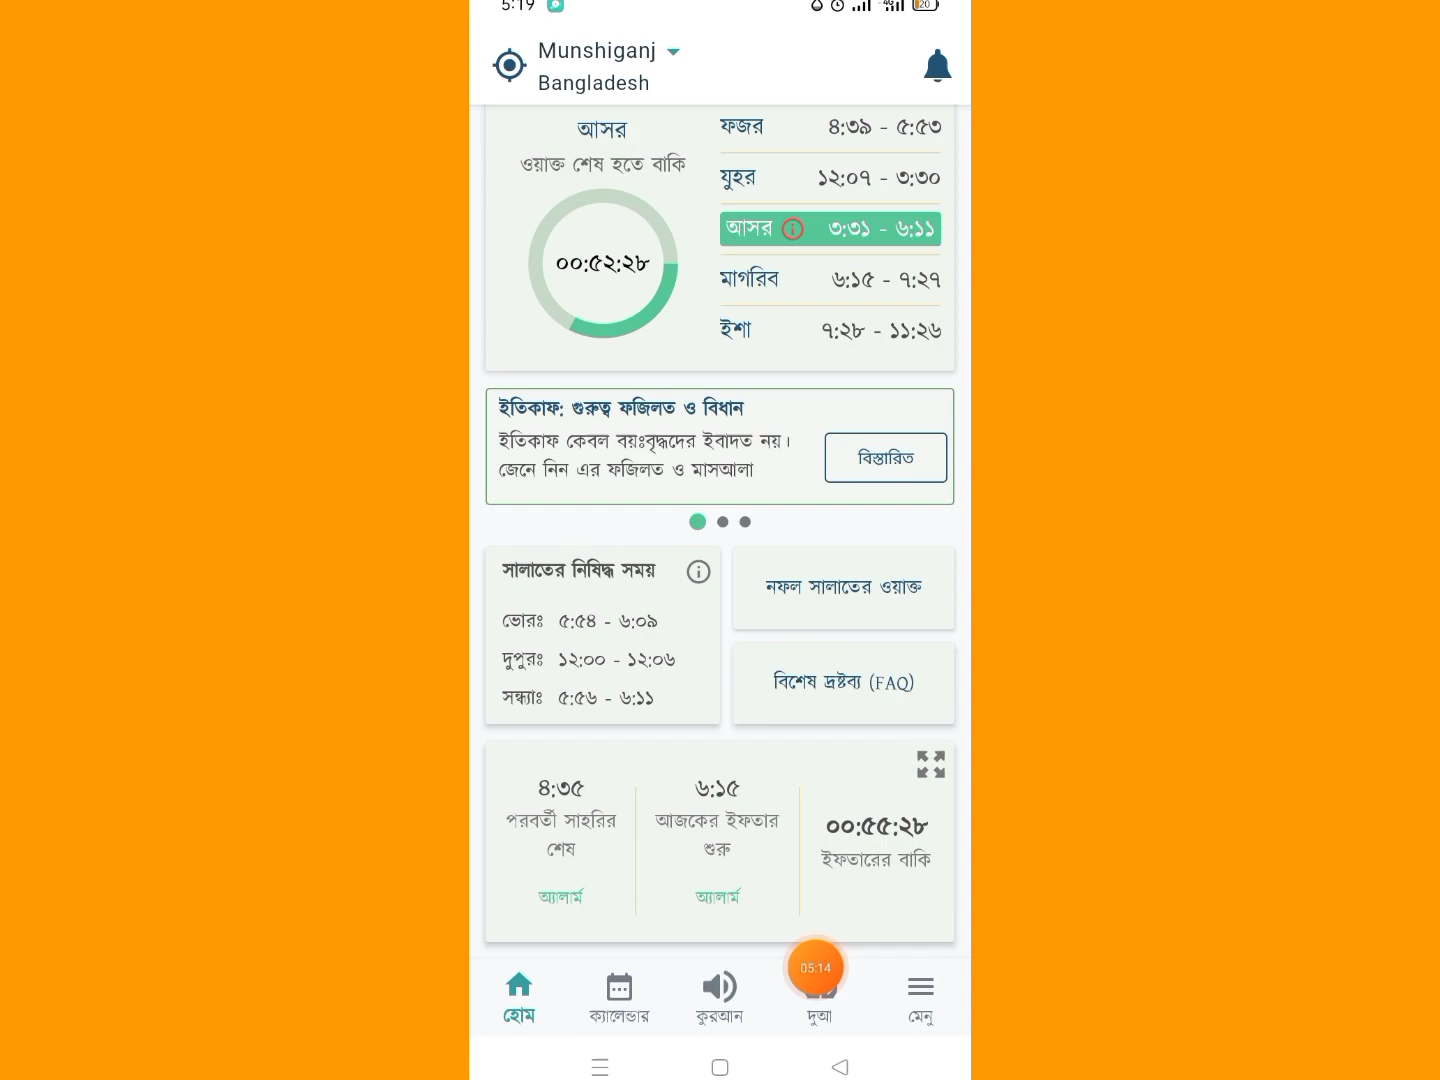 5:19
20
Munshiganj
Bangladesh
আসর
ওয়াক্ত শেষ হতে বাকি
০০:৫২:২৮
ফজর ৪:৩৯ - ৫:৫৩
যুহর ১২:০৭ - ৩:৩০
আসর ৩:৩১ - ৬:১১
মাগরিব ৬:১৫ - ৭:২৭
ইশা ৭:২৮ - ১১:২৬
ইতিকাফ: গুরুত্ব ফজিলত ও বিধান
ইতিকাফ কেবল বয়ঃবৃদ্ধদের ইবাদত নয়।
জেনে নিন এর ফজিলত ও মাসআলা
বিস্তারিত
সালাতের নিষিদ্ধ সময়
ভোরঃ ৫:৫৪ - ৬:০৯
দুপুরঃ ১২:০০ - ১২:০৬
সন্ধ্যাঃ ৫:৫৬ - ৬:১১
নফল সালাতের ওয়াক্ত
বিশেষ দ্রষ্টব্য (FAQ)
৪:৩৫
পরবর্তী সাহরির
শেষ
অ্যালার্ম
৬:১৫
আজকের ইফতার
শুরু
অ্যালার্ম
০০:৫৫:২৮
ইফতারের বাকি
05:14
হোম
ক্যালেন্ডার
কুরআন
দুআ
মেনু